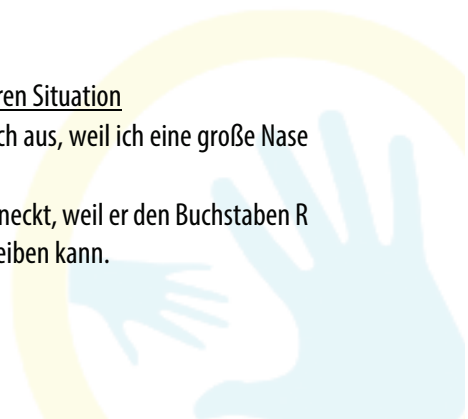 ren Situation
ch aus, weil ich eine große Nase
neckt, weil er den Buchstaben R
eiben kann.